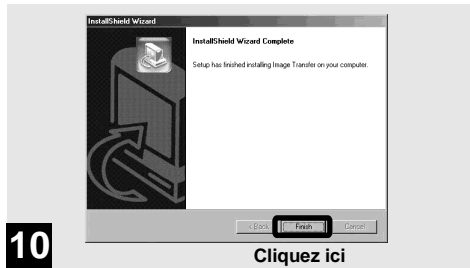 InstallShield Wizard
InstallShield Wizard Complete
Setup has finished installing Image Transfer on your computer.
< Back Finish Cancel
10
Cliquez ici